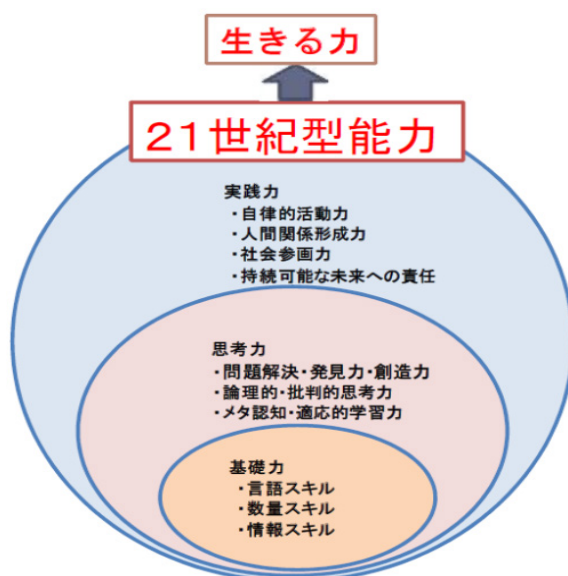 生きる力
21世紀型能力
実践力
・自律的活動力
・人間関係形成力
・社会参画力
・持続可能な未来への責任
思考力
・問題解決・発見力・創造力
・論理的・批判的思考力
・メタ認知・適応的学習力
基礎力
・言語スキル
・数量スキル
・情報スキル